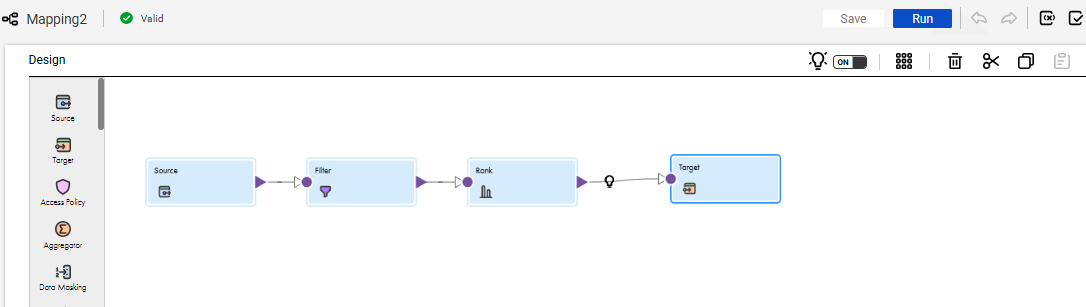 Mapping2
Valid
Save
Run
Design
ON
Source
Target
Access Policy
Aggregator
Data Masking
Source
Filter
Rank
Target